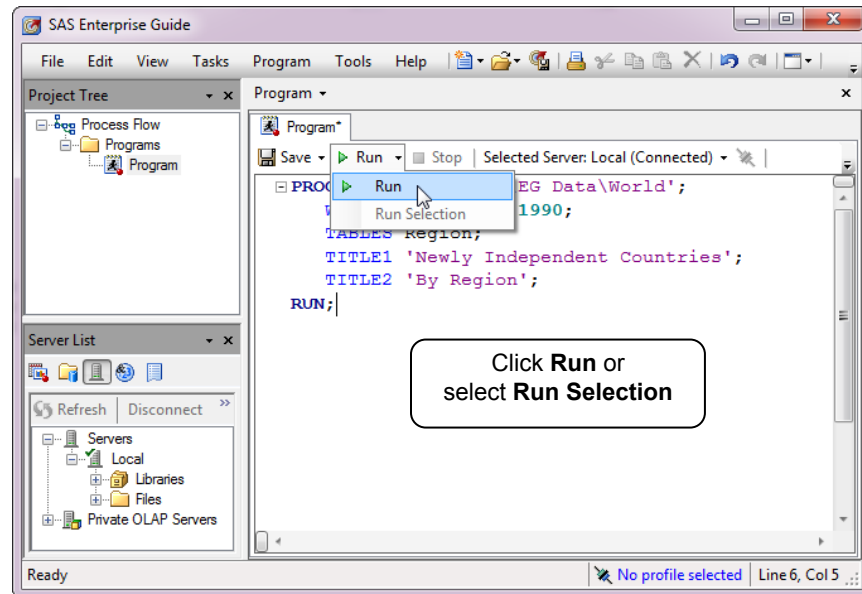 SAS Enterprise Guide
File Edit View Tasks Program Tools Help
Project Tree
Process Flow
Programs
Program
Program
Program*
Save Run Stop Selected Server: Local (Connected)
Run
Run Selection
PROC EG Data\World';
1990;
TABLES Region;
TITLE1 'Newly Independent Countries';
TITLE2 'By Region';
RUN;
Click Run or
select Run Selection
Server List
Refresh Disconnect »
Servers
Local
Libraries
Files
Private OLAP Servers
Ready No profile selected Line 6, Col 5